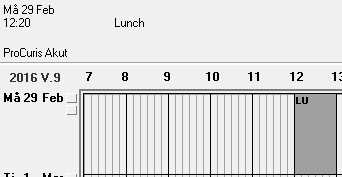 Må 29 Feb
12:20 Lunch
ProCuris Akut
2016 V.9 7 8 9 10 11 12 13
Må 29 Feb LU